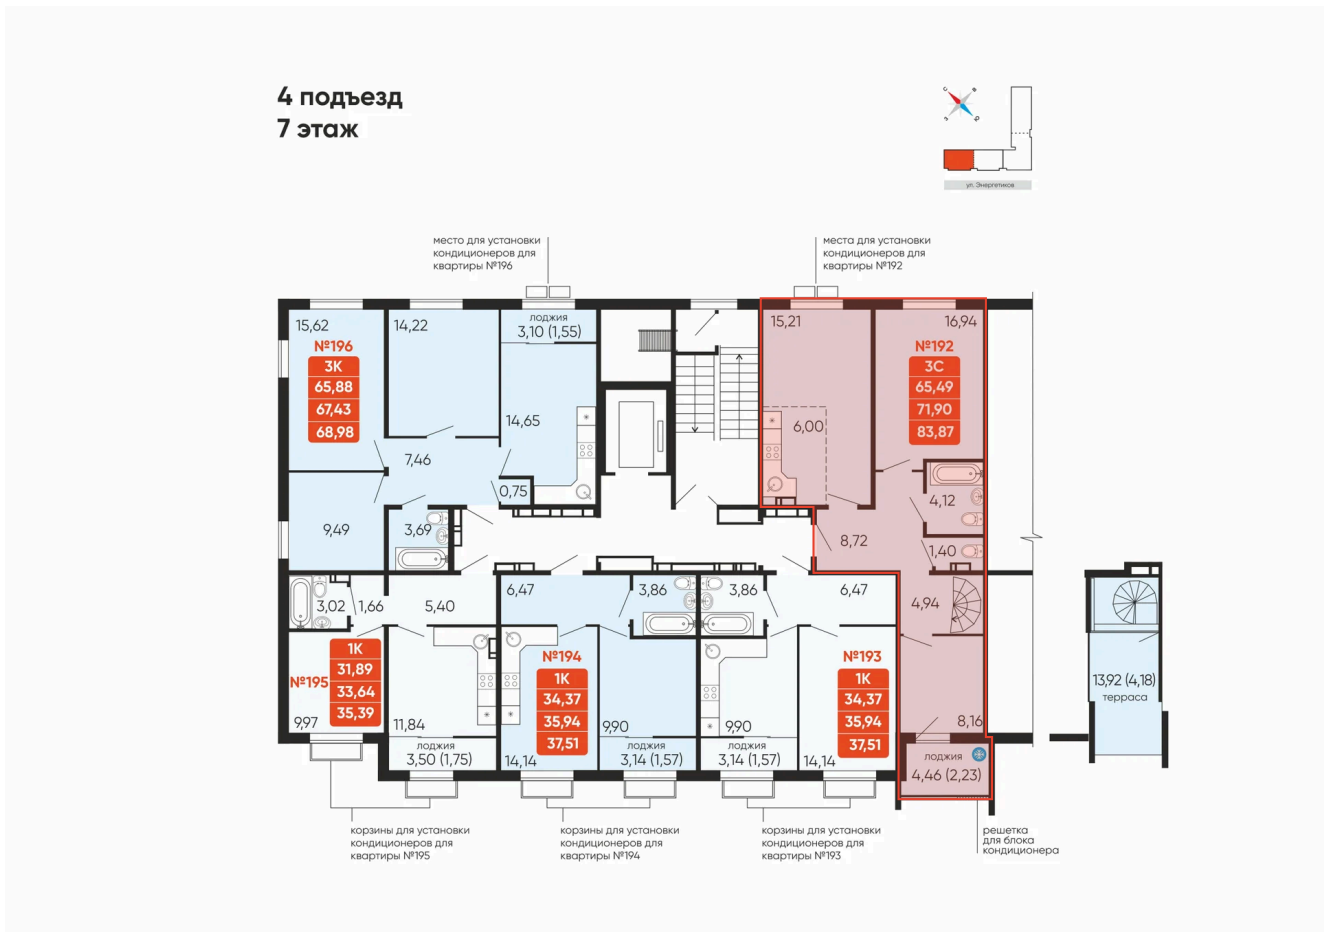 4 подъезд
7 этаж
С
В
З
Ю
ул. Энергетиков
место для установки
кондиционеров для
квартиры №196
места для установки
кондиционеров для
квартиры №192
15,62
14,22
лоджия
3,10 (1,55)
15,21
16,94
№196
3К
65,88
67,43
68,98
№192
3С
65,49
71,90
83,87
14,65
6,00
7,46
0,75
4,12
9,49
3,69
8,72
1,40
3,02
1,66
5,40
6,47
3,86
3,86
6,47
4,94
№195
1К
31,89
33,64
35,39
№194
1К
34,37
35,94
37,51
№193
1К
34,37
35,94
37,51
13,92 (4,18)
терраса
9,97
11,84
9,90
9,90
8,16
лоджия
3,50 (1,75)
14,14
лоджия
3,14 (1,57)
лоджия
3,14 (1,57)
14,14
лоджия
4,46 (2,23)
корзины для установки
кондиционеров для
квартиры №195
корзины для установки
кондиционеров для
квартиры №194
корзины для установки
кондиционеров для
квартиры №193
решетка
для блока
кондиционера